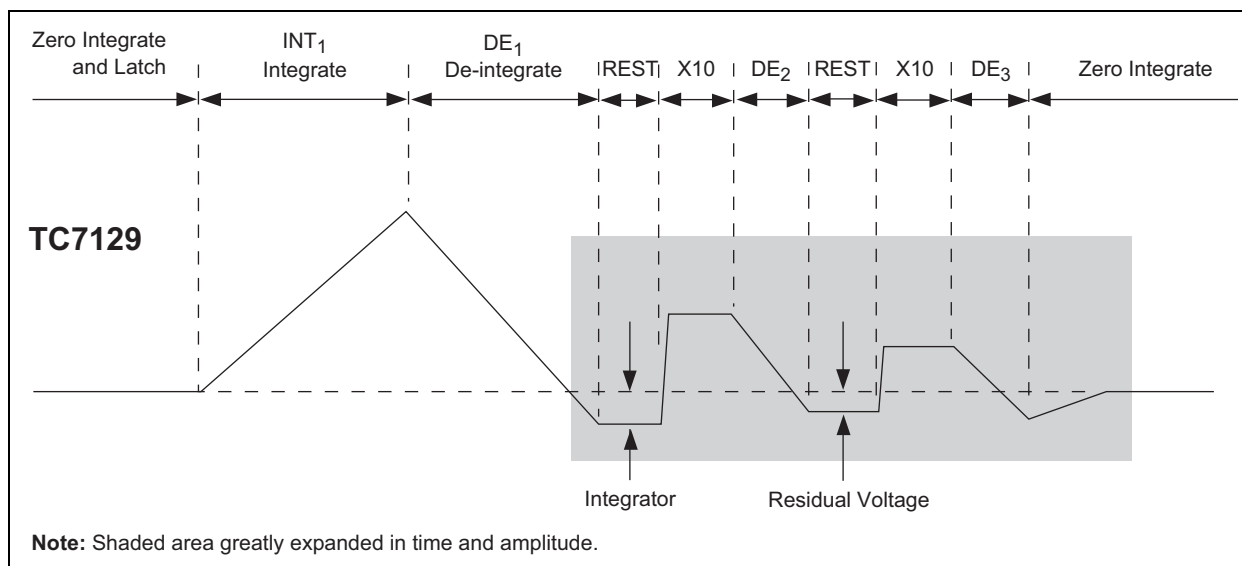 Zero Integrate
and Latch
INT1
Integrate
DE1
De-integrate
REST
X10
DE2
REST
X10
DE3
Zero Integrate
TC7129
Integrator
Residual Voltage
Note: Shaded area greatly expanded in time and amplitude.